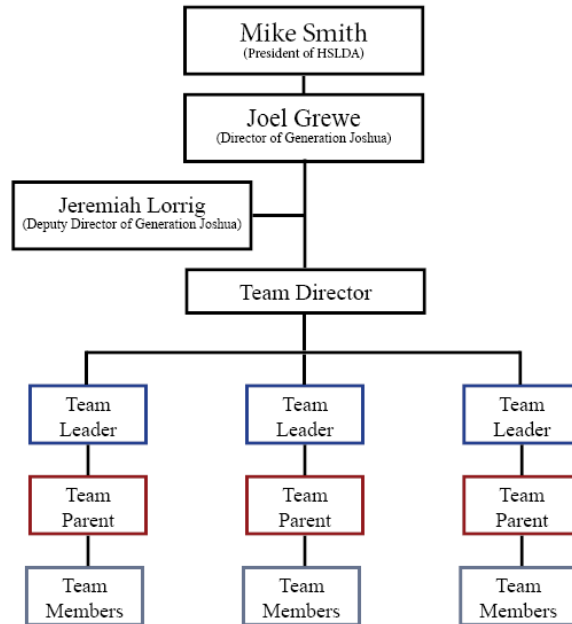 Mike Smith
(President of HSLDA)
Joel Grewe
(Director of Generation Joshua)
Jeremiah Lorrig
(Deputy Director of Generation Joshua)
Team Director
Team
Leader
Team
Leader
Team
Leader
Team
Parent
Team
Parent
Team
Parent
Team
Members
Team
Members
Team
Members